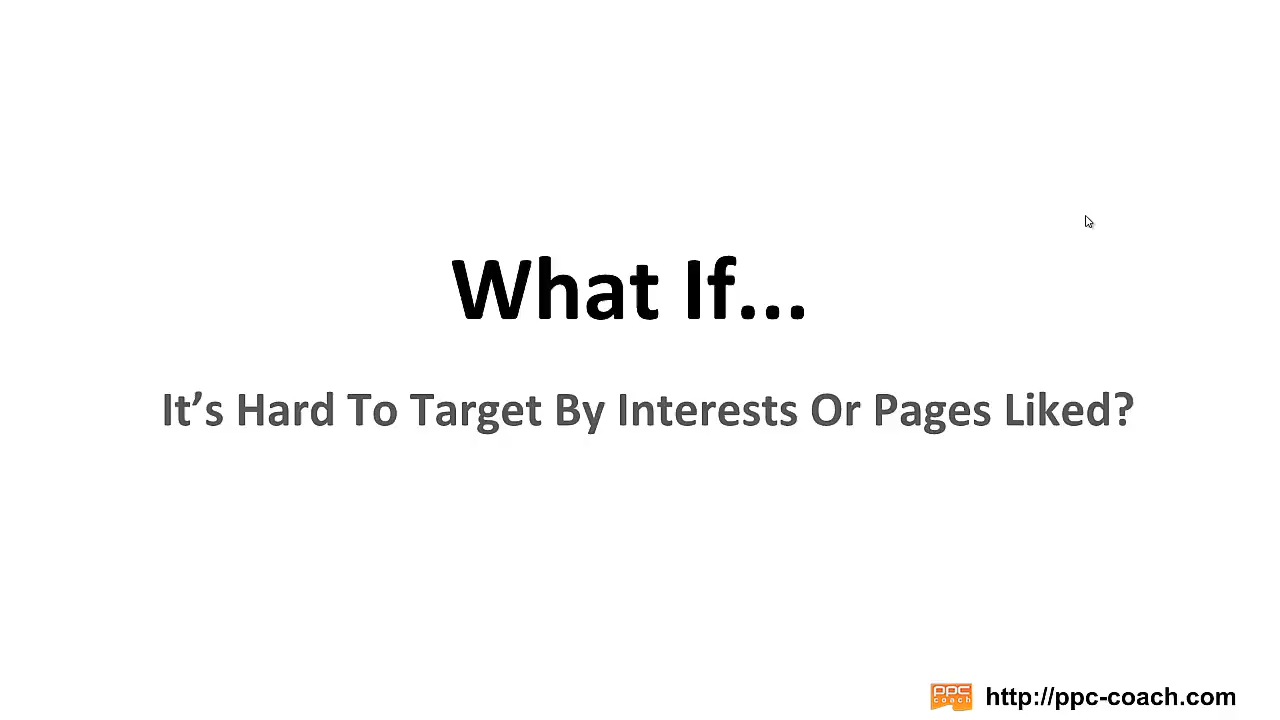 What If...
It’s Hard To Target By Interests Or Pages Liked?
PPC
coach
http://ppc-coach.com